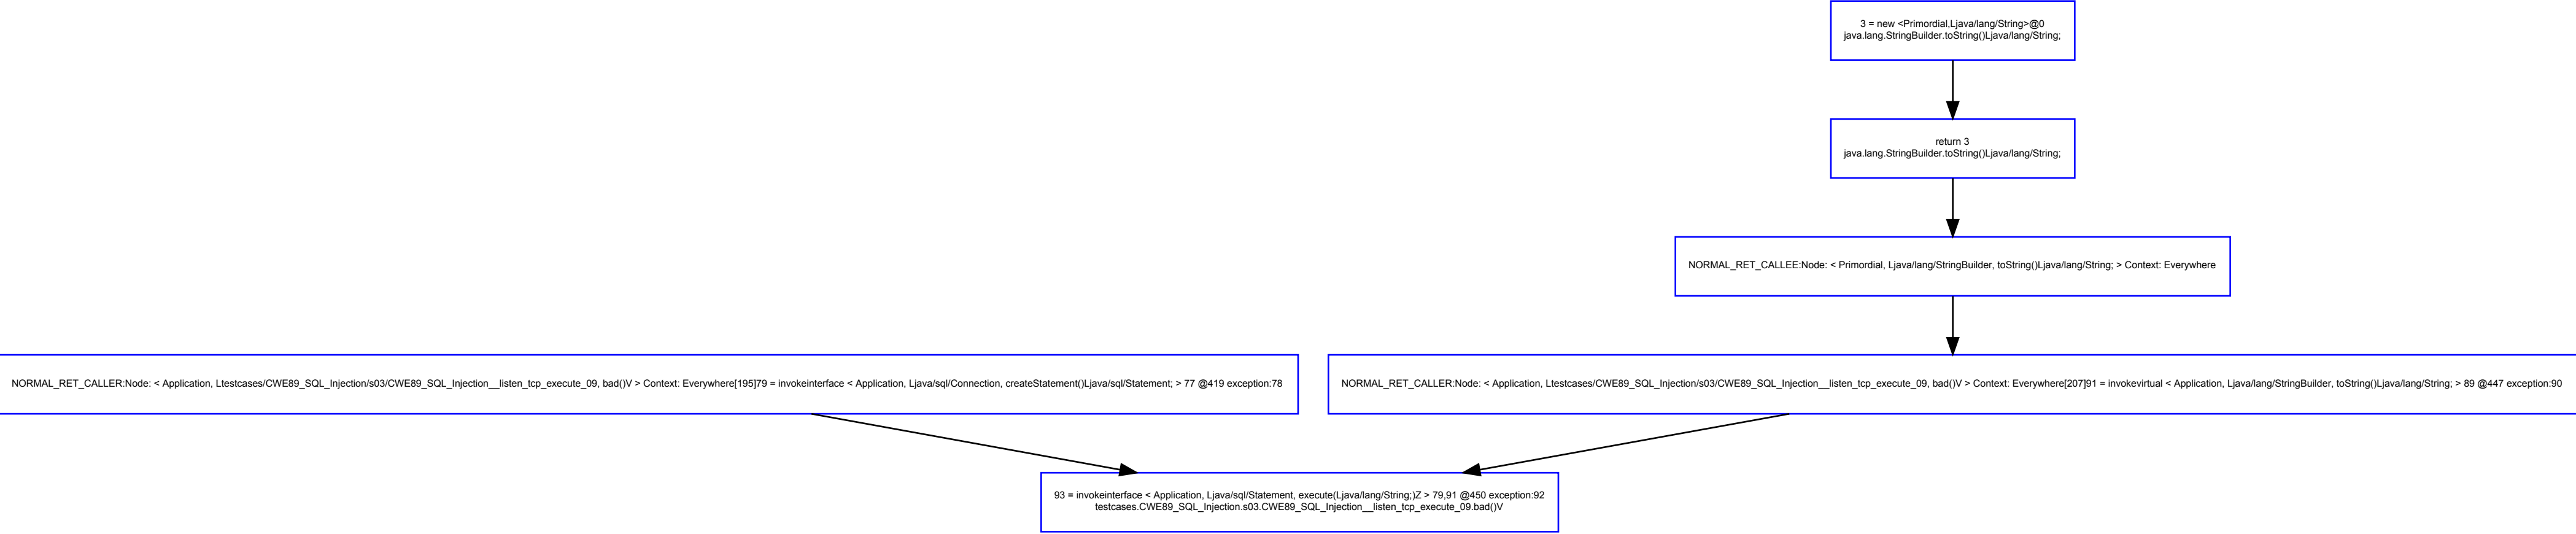 3 = new <Primordial,Ljava/lang/String>@0
java.lang.StringBuilder.toString()Ljava/lang/String;
return 3
java.lang.StringBuilder.toString()Ljava/lang/String;
NORMAL_RET_CALLEE:Node: < Primordial, Ljava/lang/StringBuilder, toString()Ljava/lang/String; > Context: Everywhere
NORMAL_RET_CALLER:Node: < Application, Ltestcases/CWE89_SQL_Injection/s03/CWE89_SQL_Injection__listen_tcp_execute_09, bad()V > Context: Everywhere[195]79 = invokeinterface < Application, Ljava/sql/Connection, createStatement()Ljava/sql/Statement; > 77 @419 exception:78
NORMAL_RET_CALLER:Node: < Application, Ltestcases/CWE89_SQL_Injection/s03/CWE89_SQL_Injection__listen_tcp_execute_09, bad()V > Context: Everywhere[207]91 = invokevirtual < Application, Ljava/lang/StringBuilder, toString()Ljava/lang/String; > 89 @447 exception:90
93 = invokeinterface < Application, Ljava/sql/Statement, execute(Ljava/lang/String;)Z > 79,91 @450 exception:92
testcases.CWE89_SQL_Injection.s03.CWE89_SQL_Injection__listen_tcp_execute_09.bad()V